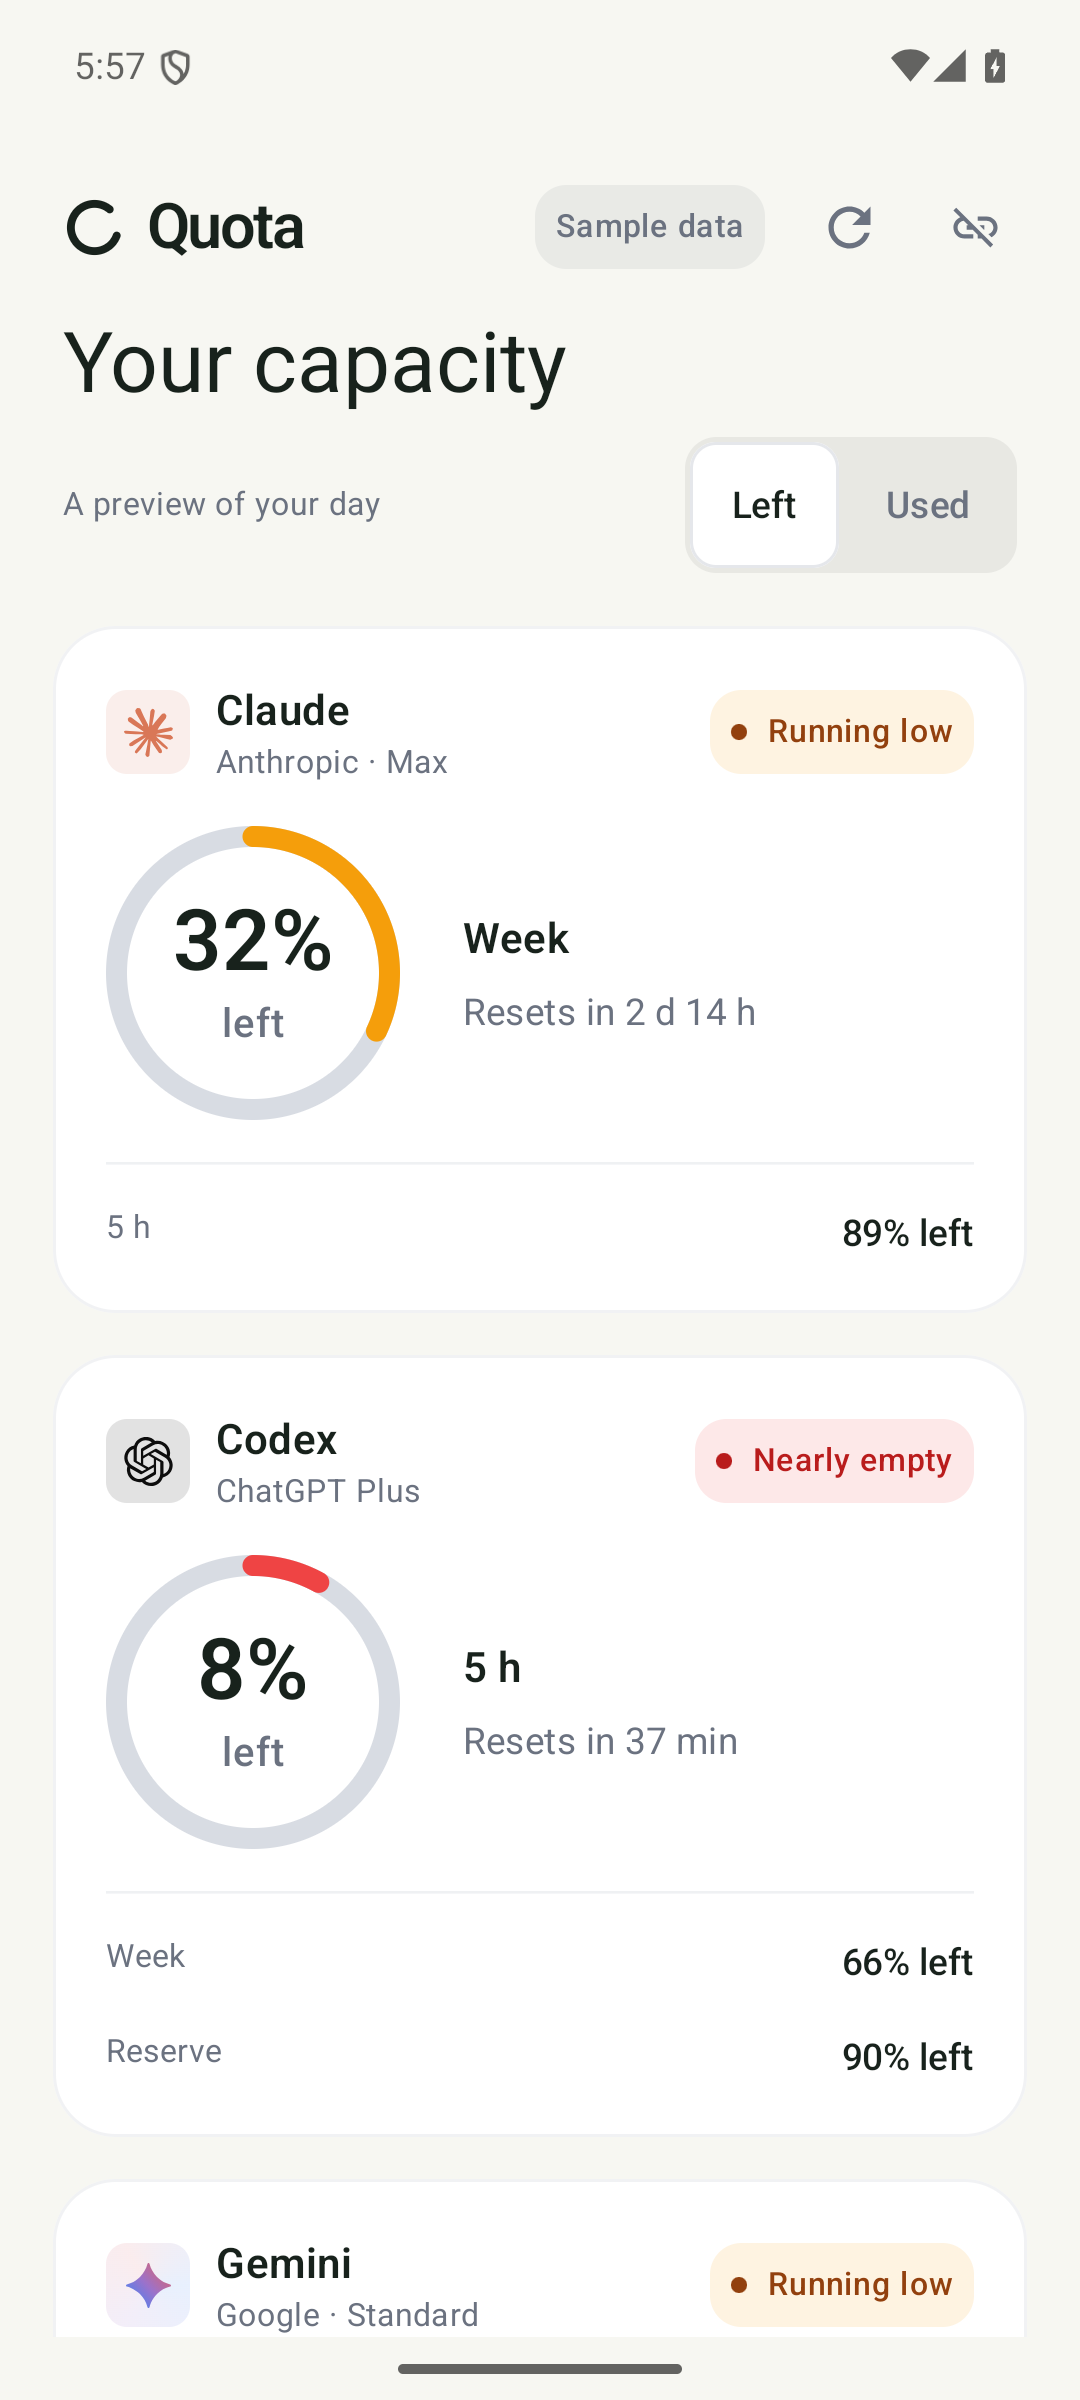 5:57
Quota
Sample data
Your capacity
A preview of your day
Left
Used
Claude
Anthropic · Max
Running low
32%
left
Week
Resets in 2 d 14 h
5 h
89% left
Codex
ChatGPT Plus
Nearly empty
8%
left
5 h
Resets in 37 min
Week
66% left
Reserve
90% left
Gemini
Google · Standard
Running low